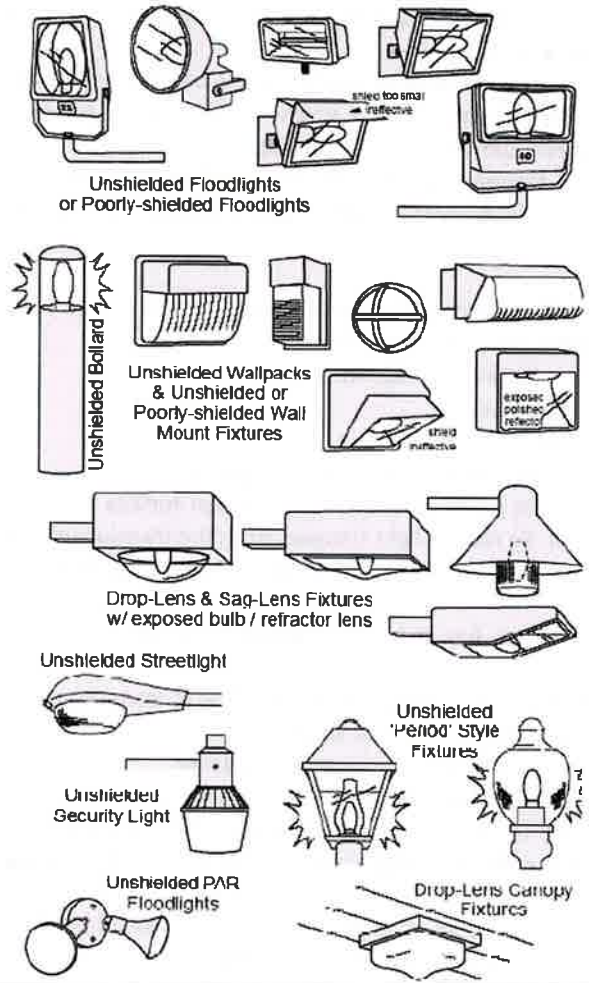 shield too small
ineffective
Unshielded Floodlights
or Poorly-shielded Floodlights
Unshielded Bollard
Unshielded Wallpacks
& Unshielded or
Poorly-shielded Wall
Mount Fixtures
shield
ineffective
exposed
polished
reflector
Drop-Lens & Sag-Lens Fixtures
w/ exposed bulb / refractor lens
Unshielded Streetlight
Unshielded
'Period' Style
Fixtures
Unshielded
Security Light
Unshielded PAR
Floodlights
Drop-Lens Canopy
Fixtures